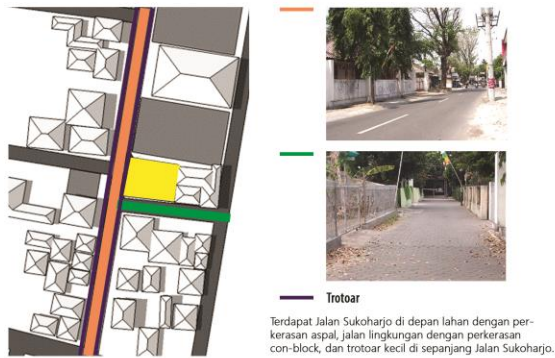 Trotoar
Terdapat Jalan Sukoharjo di depan lahan dengan per-
kerasan aspal, jalan lingkungan dengan perkerasan
con-block, dan trotoar kecil di sepanjang Jalan Sukoharjo.